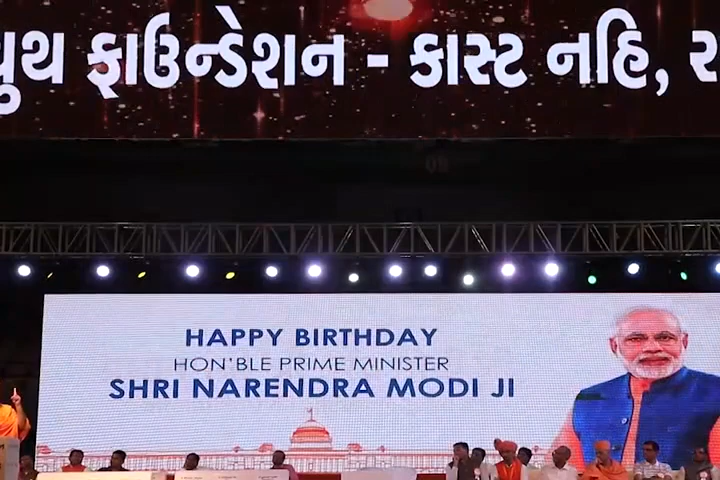 યુથ ફાઉન્ડેશન - કાસ્ટ નહિ,
HAPPY BIRTHDAY
HON'BLE PRIME MINISTER
SHRI NARENDRA MODI JI